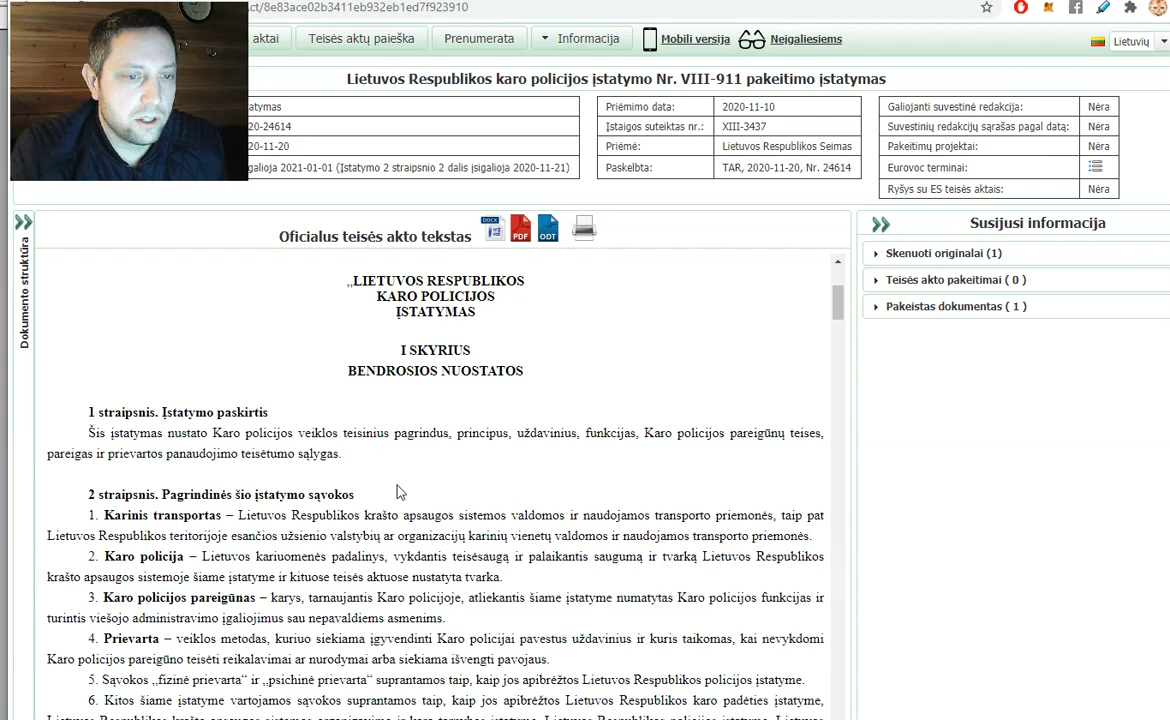 ct/8e83ace02b3411eb932eb1ed7f923910
aktai
Teisės aktų paieška
Prenumerata
Informacija
Mobili versija
Neįgaliesiems
Lietuvių
Lietuvos Respublikos karo policijos įstatymo Nr. VIII-911 pakeitimo įstatymas
atymas
20-24614
20-11-20
galioja 2021-01-01 (Įstatymo 2 straipsnio 2 dalis įsigalioja 2020-11-21)
Priėmimo data: 2020-11-10
Įstaigos suteiktas nr.: XIII-3437
Priėmė: Lietuvos Respublikos Seimas
Paskelbta: TAR, 2020-11-20, Nr. 24614
Galiojanti suvestinė redakcija: Nėra
Suvestinių redakcijų sąrašas pagal datą: Nėra
Pakeitimų projektai: Nėra
Eurovoc terminai:
Ryšys su ES teisės aktais: Nėra
Dokumento struktūra
Oficialus teisės akto tekstas
DOCX
PDF
ODT
Susijusi informacija
Skenuoti originalai (1)
Teisės akto pakeitimai ( 0 )
Pakeistas dokumentas ( 1 )
„LIETUVOS RESPUBLIKOS
KARO POLICIJOS
ĮSTATYMAS
I SKYRIUS
BENDROSIOS NUOSTATOS
1 straipsnis. Įstatymo paskirtis
Šis įstatymas nustato Karo policijos veiklos teisinius pagrindus, principus, uždavinius, funkcijas, Karo policijos pareigūnų teises,
pareigas ir prievartos panaudojimo teisėtumo sąlygas.
2 straipsnis. Pagrindinės šio įstatymo sąvokos
1. Karinis transportas – Lietuvos Respublikos krašto apsaugos sistemos valdomos ir naudojamos transporto priemonės, taip pat
Lietuvos Respublikos teritorijoje esančios užsienio valstybių ar organizacijų karinių vienetų valdomos ir naudojamos transporto priemonės.
2. Karo policija – Lietuvos kariuomenės padalinys, vykdantis teisėsaugą ir palaikantis saugumą ir tvarką Lietuvos Respublikos
krašto apsaugos sistemoje šiame įstatyme ir kituose teisės aktuose nustatyta tvarka.
3. Karo policijos pareigūnas – karys, tarnaujantis Karo policijoje, atliekantis šiame įstatyme numatytas Karo policijos funkcijas ir
turintis viešojo administravimo įgaliojimus sau nepavaldiems asmenims.
4. Prievarta – veiklos metodas, kuriuo siekiama įgyvendinti Karo policijai pavestus uždavinius ir kuris taikomas, kai nevykdomi
Karo policijos pareigūno teisėti reikalavimai ar nurodymai arba siekiama išvengti pavojaus.
5. Sąvokos „fizinė prievarta“ ir „psichinė prievarta“ suprantamos taip, kaip jos apibrėžtos Lietuvos Respublikos policijos įstatyme.
6. Kitos šiame įstatyme vartojamos sąvokos suprantamos taip, kaip jos apibrėžtos Lietuvos Respublikos karo padėties įstatyme,